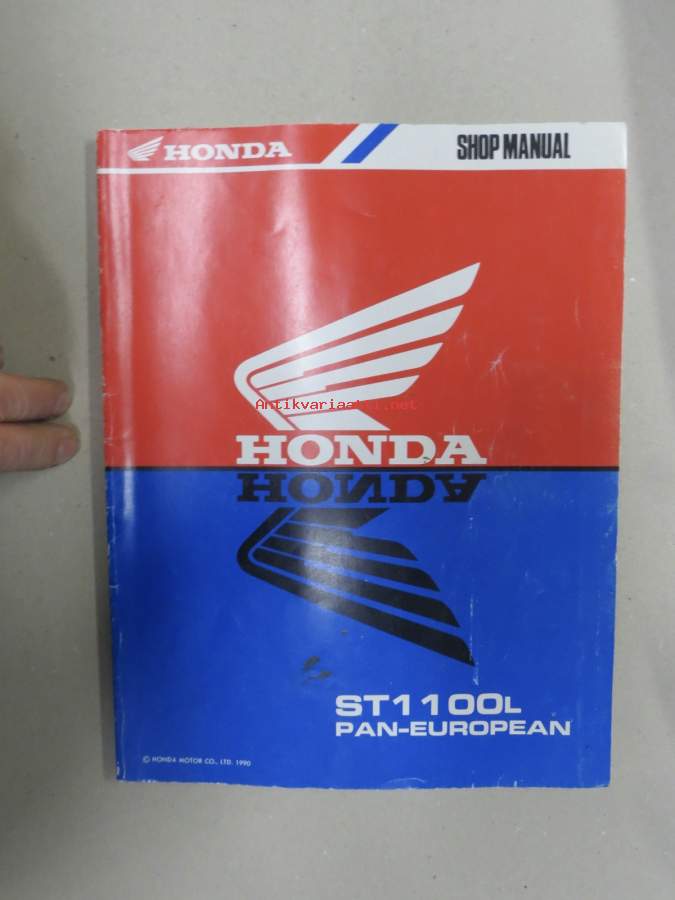 HONDA
SHOP MANUAL
Antikvariaatti.net
HONDA
HONDA
ST1100L
PAN-EUROPEAN
© HONDA MOTOR CO., LTD. 1990